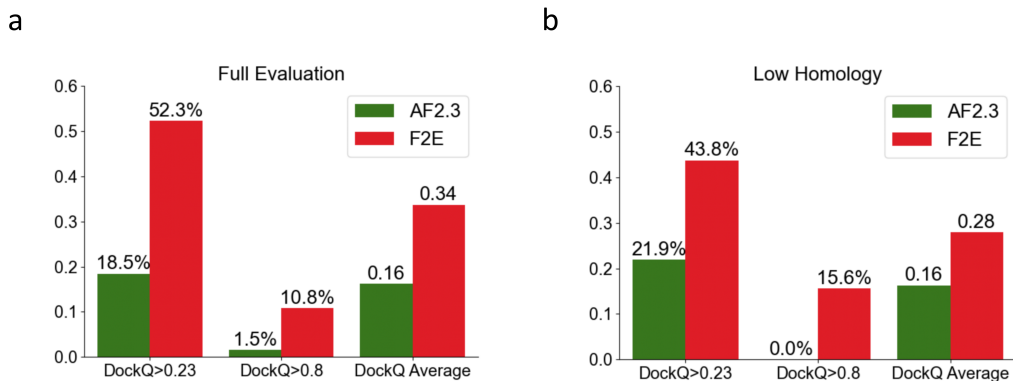 a
Full Evaluation
0.6
0.5
0.4
0.3
0.2
0.1
0.0
AF2.3
F2E
18.5%
52.3%
1.5%
10.8%
0.16
0.34
DockQ>0.23
DockQ>0.8
DockQ Average
b
Low Homology
0.6
0.5
0.4
0.3
0.2
0.1
0.0
AF2.3
F2E
21.9%
43.8%
0.0%
15.6%
0.16
0.28
DockQ>0.23
DockQ>0.8
DockQ Average